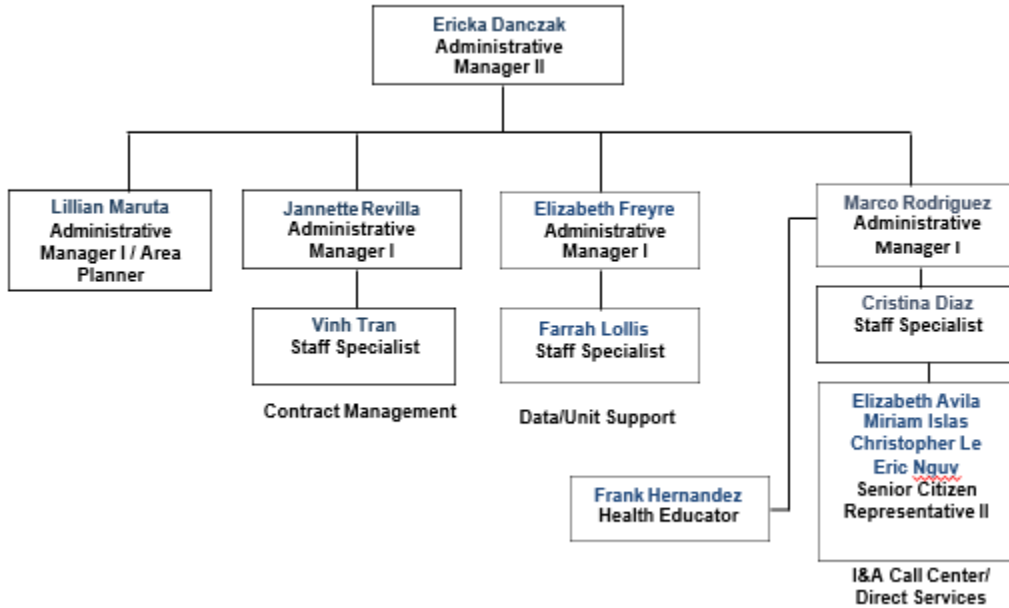 Ericka Danczak
Administrative
Manager II
Lillian Maruta
Administrative
Manager I / Area
Planner
Jannette Revilla
Administrative
Manager I
Elizabeth Freyre
Administrative
Manager I
Marco Rodriguez
Administrative
Manager I
Vinh Tran
Staff Specialist
Farrah Lollis
Staff Specialist
Cristina Diaz
Staff Specialist
Contract Management
Data/Unit Support
Elizabeth Avila
Miriam Islas
Christopher Le
Eric Nguy
Senior Citizen
Representative II
Frank Hernandez
Health Educator
I&A Call Center/
Direct Services